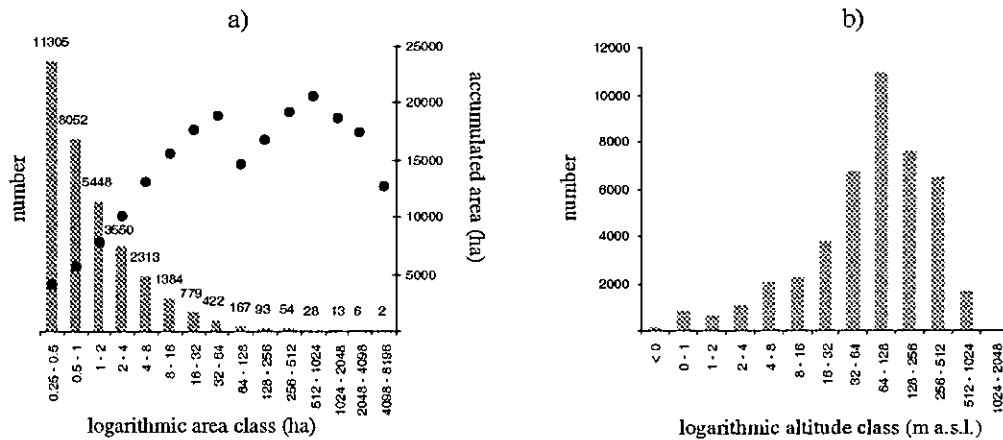 a)
11305
8052
5448
3550
2313
1384
779
422
167
93
54
28
13
6
2
number
25000
20000
15000
10000
5000
accumulated area (ha)
0.25 - 0.5
0.5 - 1
1 - 2
2 - 4
4 - 8
8 - 16
16 - 32
32 - 64
64 - 128
128 - 256
256 - 512
512 - 1024
1024 - 2048
2048 - 4098
4098 - 8196
logarithmic area class (ha)
b)
12000
10000
8000
6000
4000
2000
number
< 0
0 - 1
1 - 2
2 - 4
4 - 8
8 - 16
16 - 32
32 - 64
64 - 128
128 - 256
256 - 512
512 - 1024
1024 - 2048
logarithmic altitude class (m a.s.l.)